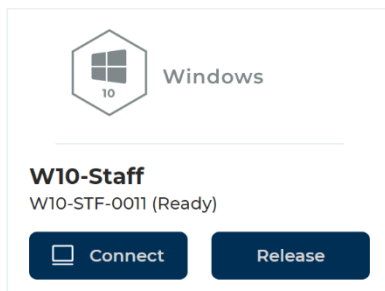 10
Windows
W10-Staff
W10-STF-0011 (Ready)
Connect
Release